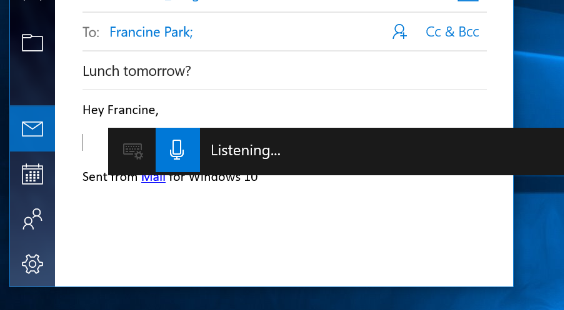 To: Francine Park; Cc & Bcc
Lunch tomorrow?
Hey Francine,
Listening...
Sent from Mail for Windows 10